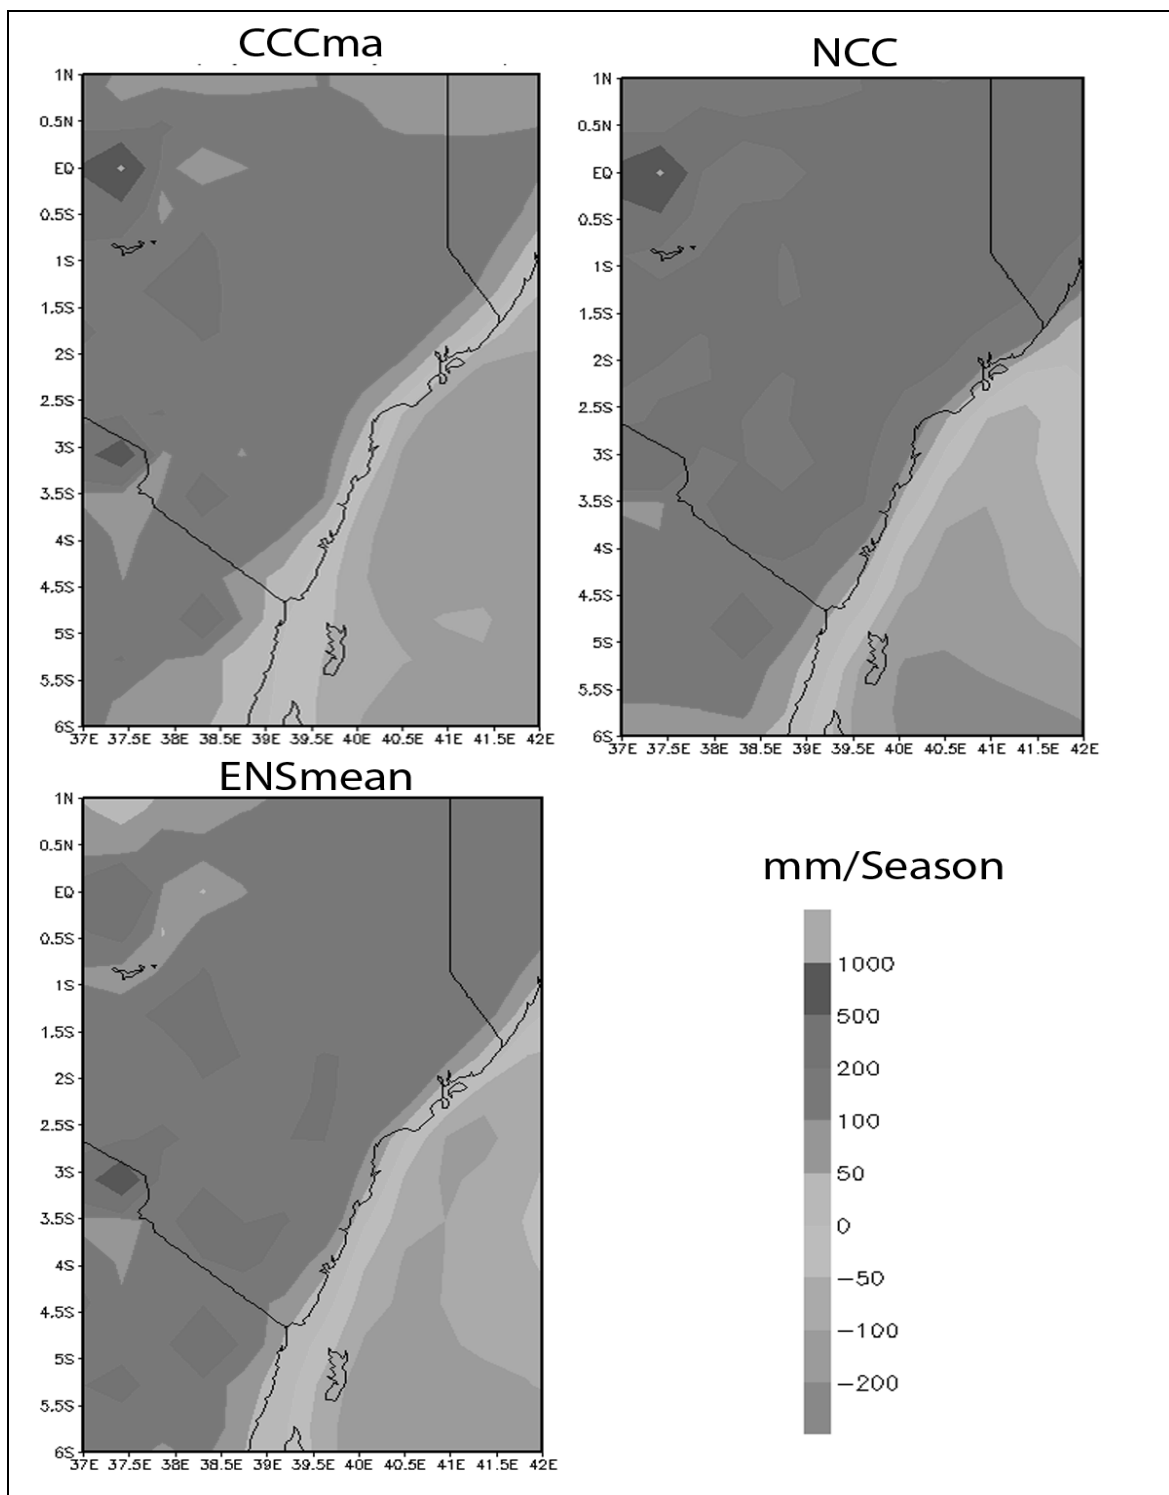 CCCma
1N
0.5N
EQ
0.5S
1S
1.5S
2S
2.5S
3S
3.5S
4S
4.5S
5S
5.5S
6S
37E 37.5E 38E 38.5E 39E 39.5E 40E 40.5E 41E 41.5E 42E
NCC
1N
0.5N
EQ
0.5S
1S
1.5S
2S
2.5S
3S
3.5S
4S
4.5S
5S
5.5S
6S
37E 37.5E 38E 38.5E 39E 39.5E 40E 40.5E 41E 41.5E 42E
ENSmean
1N
0.5N
EQ
0.5S
1S
1.5S
2S
2.5S
3S
3.5S
4S
4.5S
5S
5.5S
6S
37E 37.5E 38E 38.5E 39E 39.5E 40E 40.5E 41E 41.5E 42E
mm/Season
1000
500
200
100
50
0
−50
−100
−200